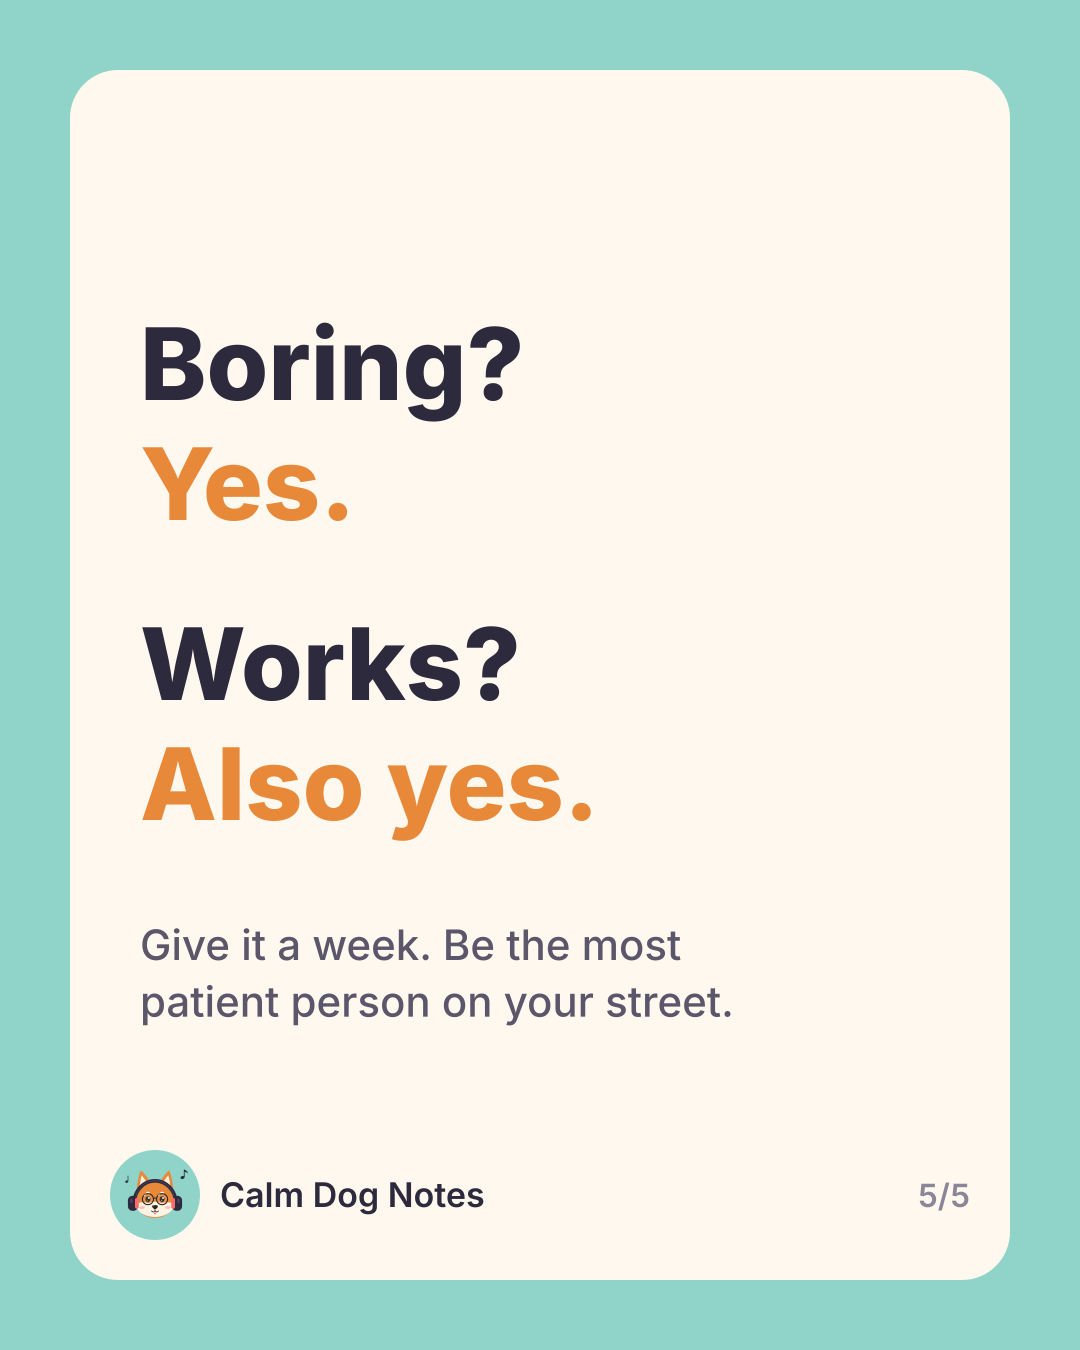 Boring?
Yes.
Works?
Also yes.
Give it a week. Be the most
patient person on your street.
Calm Dog Notes
5/5